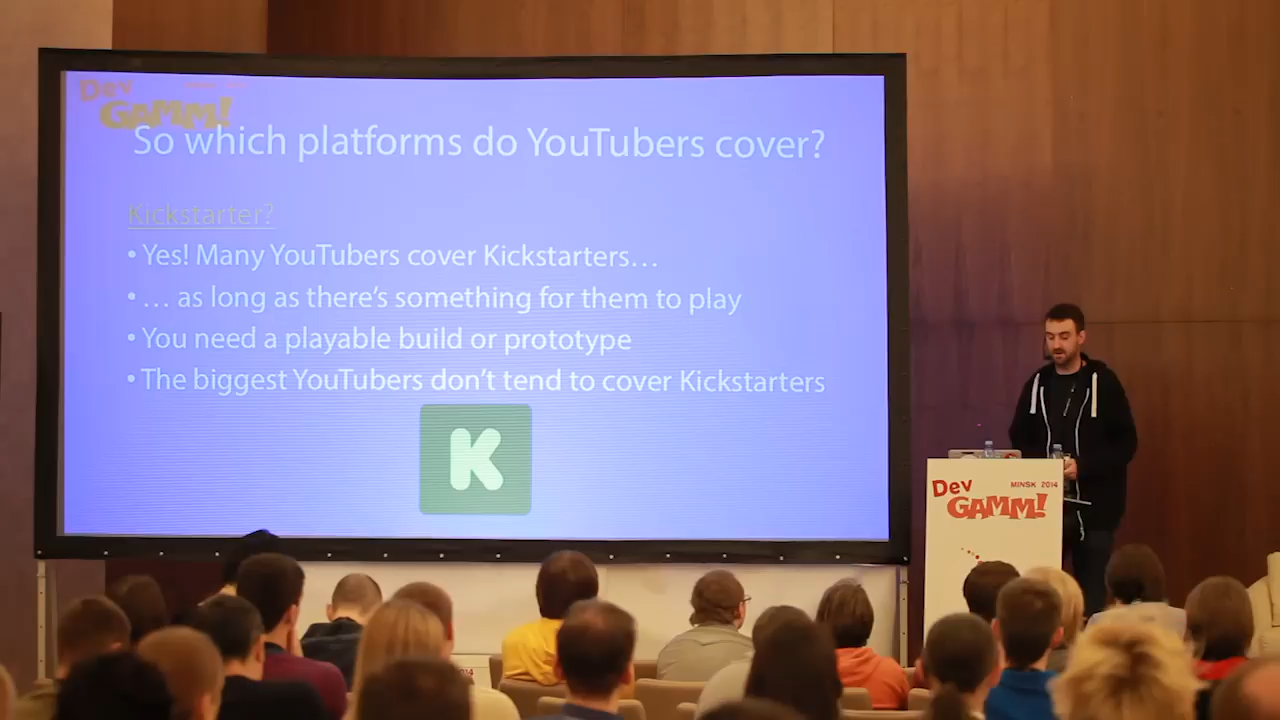 Dev
GAMM!
So which platforms do YouTubers cover?
Kickstarter?
• Yes! Many YouTubers cover Kickstarters…
• … as long as there's something for them to play
• You need a playable build or prototype
• The biggest YouTubers don't tend to cover Kickstarters
K
Dev MINSK 2014
GAMM!